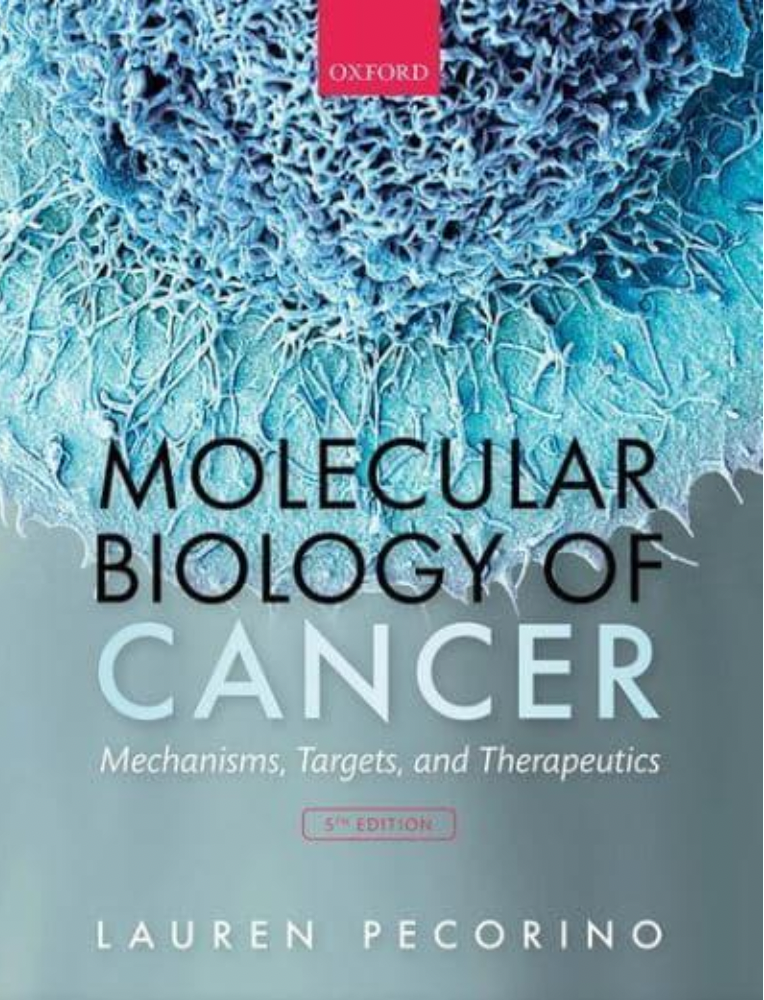 OXFORD
MOLECULAR
BIOLOGY OF
CANCER
Mechanisms, Targets, and Therapeutics
5TH EDITION
LAUREN PECORINO